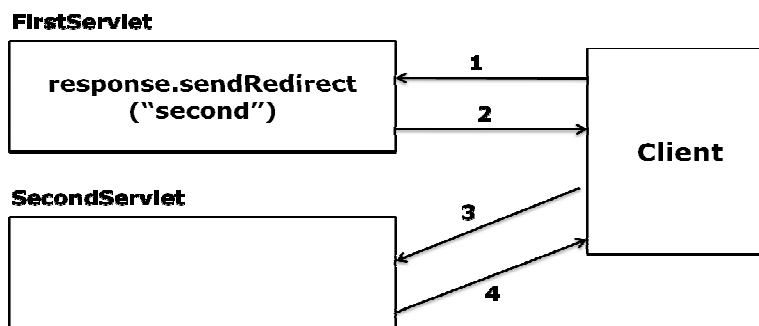 FirstServlet
response.sendRedirect
(“second”)
1
2
Client
SecondServlet
3
4